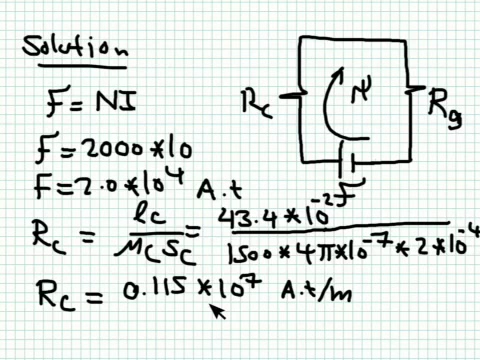 Solution
F = NI
F = 2000 * 10
F = 2.0 * 10^4 A.t
R_c = l_c / μ_c S_c = 43.4 * 10^-2 / 1500 * 4π * 10^-7 * 2 * 10^-4
R_c = 0.115 * 10^7 A.t/m
R_c
Ψ
R_g
F